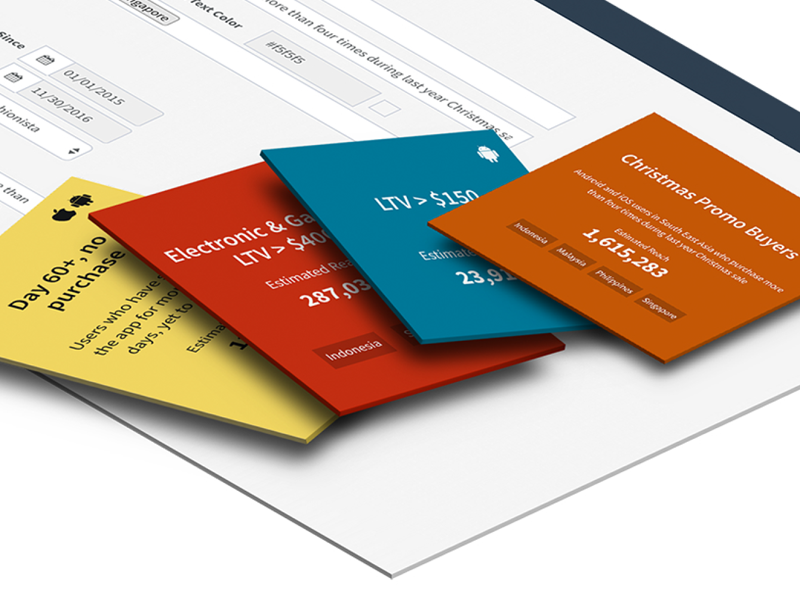 Singapore
Text Color
#f5f5f5
more than four times during last year Christmas sa
Since
01/01/2015
11/30/2016
than
Day 60+, no
purchase
Users who have
the app for mo
days, yet to
Estima
1
Electronic & Ga
LTV > $400
Estimated Rea
287,03
Indonesia
LTV > $150
Estimate
23,91
Christmas Promo Buyers
Android and iOS users in South East Asia who purchase more
than four times during last year Christmas sale
Estimated Reach
1,615,283
Indonesia
Malaysia
Philippines
Singapore